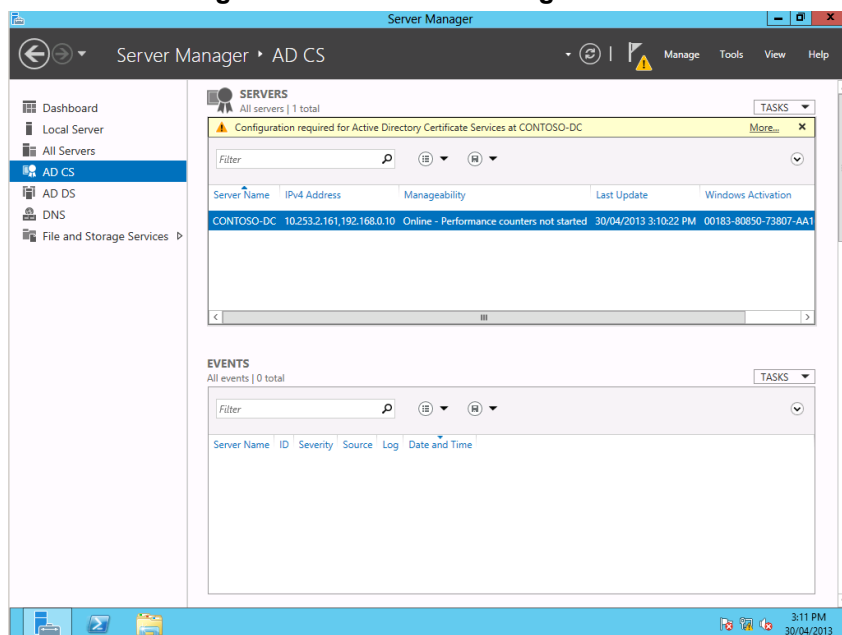 Server Manager
Server Manager • AD CS
Manage Tools View Help
Dashboard
Local Server
All Servers
AD CS
AD DS
DNS
File and Storage Services
SERVERS
All servers | 1 total
TASKS
Configuration required for Active Directory Certificate Services at CONTOSO-DC More...
Filter
Server Name IPv4 Address Manageability Last Update Windows Activation
CONTOSO-DC 10.253.2.161,192.168.0.10 Online - Performance counters not started 30/04/2013 3:10:22 PM 00183-80850-73807-AA1
EVENTS
All events | 0 total
TASKS
Filter
Server Name ID Severity Source Log Date and Time
3:11 PM
30/04/2013